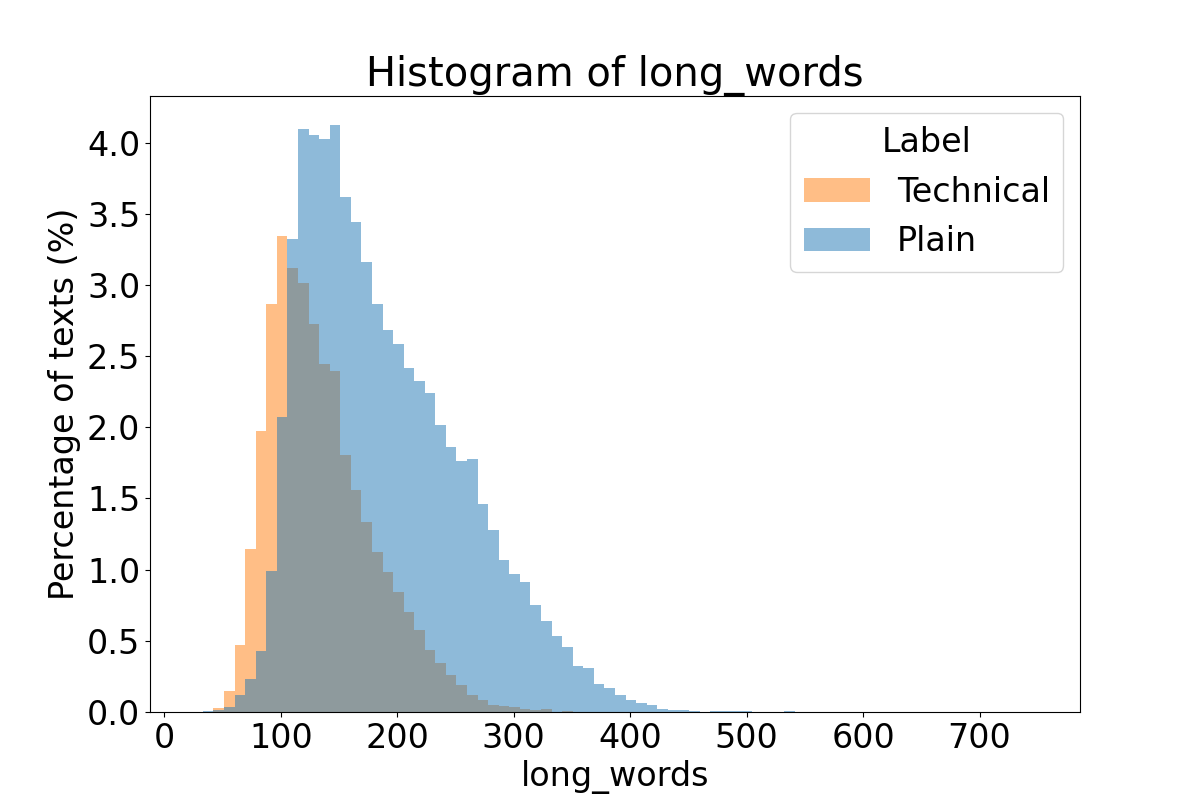 Histogram of long_words
Label
Technical
Plain
Percentage of texts (%)
4.0
3.5
3.0
2.5
2.0
1.5
1.0
0.5
0.0
0 100 200 300 400 500 600 700
long_words